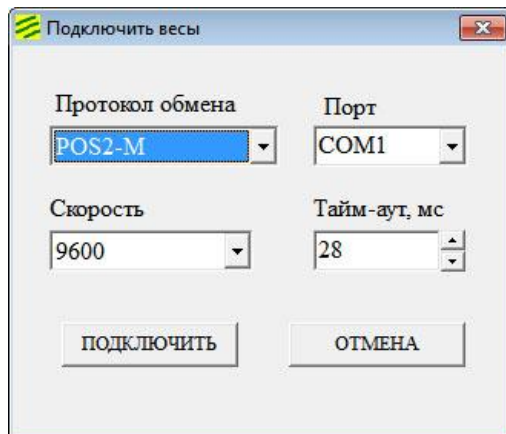 Подключить весы
Протокол обмена Порт
POS2-M COM1
Скорость Тайм-аут, мс
9600 28
ПОДКЛЮЧИТЬ ОТМЕНА